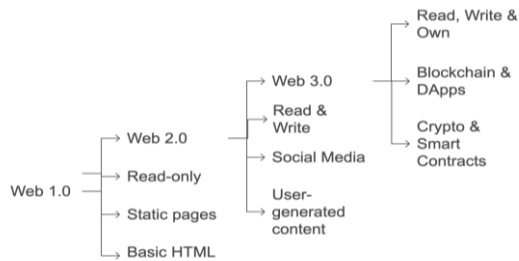 Web 1.0
Web 2.0
Read-only
Static pages
Basic HTML
Web 3.0
Read &
Write
Social Media
User-
generated
content
Read, Write &
Own
Blockchain &
DApps
Crypto &
Smart
Contracts